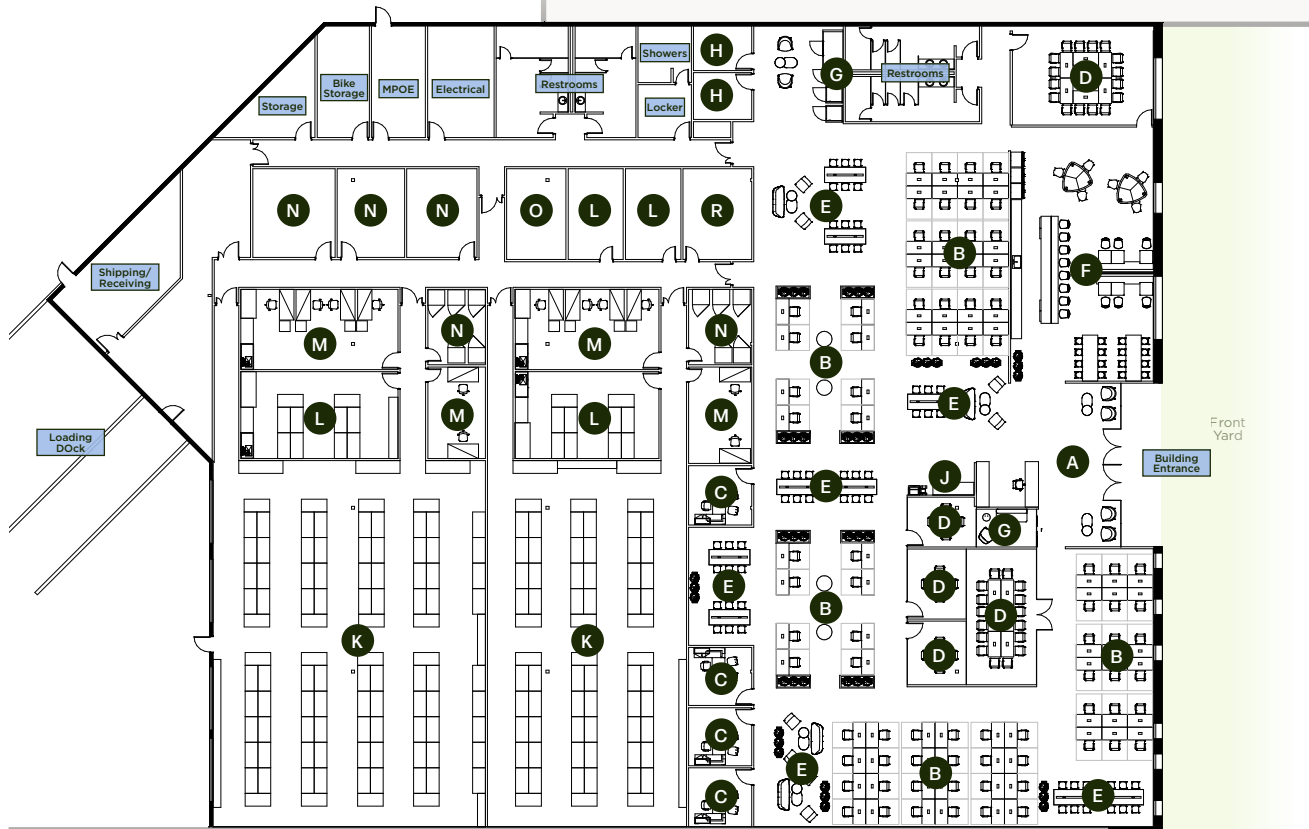 Showers
H
Restrooms
G
D
Bike
Storage
MPOE
Electrical
Restrooms
H
Storage
Locker
N
N
N
O
L
L
R
E
B
F
Shipping/
Receiving
M
N
M
N
B
L
M
L
M
E
Front
Yard
Loading
DOck
A
Building
Entrance
C
E
J
D
G
E
D
B
D
K
K
D
B
C
C
E
B
C
E